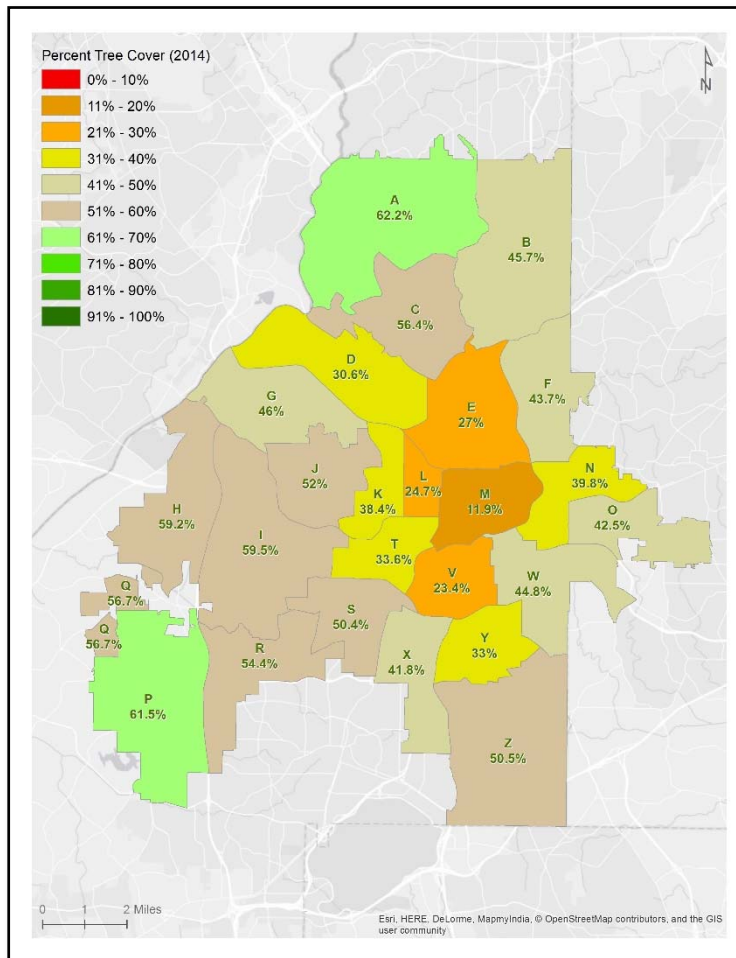 Percent Tree Cover (2014)
0% - 10%
11% - 20%
21% - 30%
31% - 40%
41% - 50%
51% - 60%
61% - 70%
71% - 80%
81% - 90%
91% - 100%
N
A
62.2%
B
45.7%
C
56.4%
D
30.6%
F
43.7%
E
27%
G
46%
J
52%
L
24.7%
K
38.4%
M
11.9%
N
39.8%
O
42.5%
H
59.2%
I
59.5%
T
33.6%
V
23.4%
W
44.8%
Q
56.7%
Q
56.7%
S
50.4%
R
54.4%
X
41.8%
Y
33%
P
61.5%
Z
50.5%
0 1 2 Miles
Esri, HERE, DeLorme, MapmyIndia, © OpenStreetMap contributors, and the GIS
user community